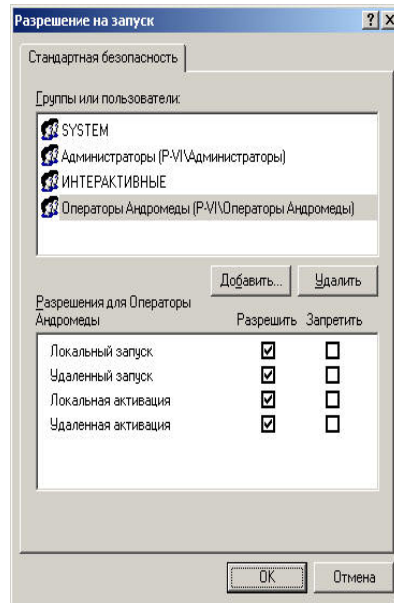 Разрешение на запуск
Стандартная безопасность
Группы или пользователи:
SYSTEM
Администраторы (P-VI\Администраторы)
ИНТЕРАКТИВНЫЕ
Операторы Андромеды (P-VI\Операторы Андромеды)
Добавить... Удалить
Разрешения для Операторы
Андромеды Разрешить Запретить
Локальный запуск
Удаленный запуск
Локальная активация
Удаленная активация
OK Отмена